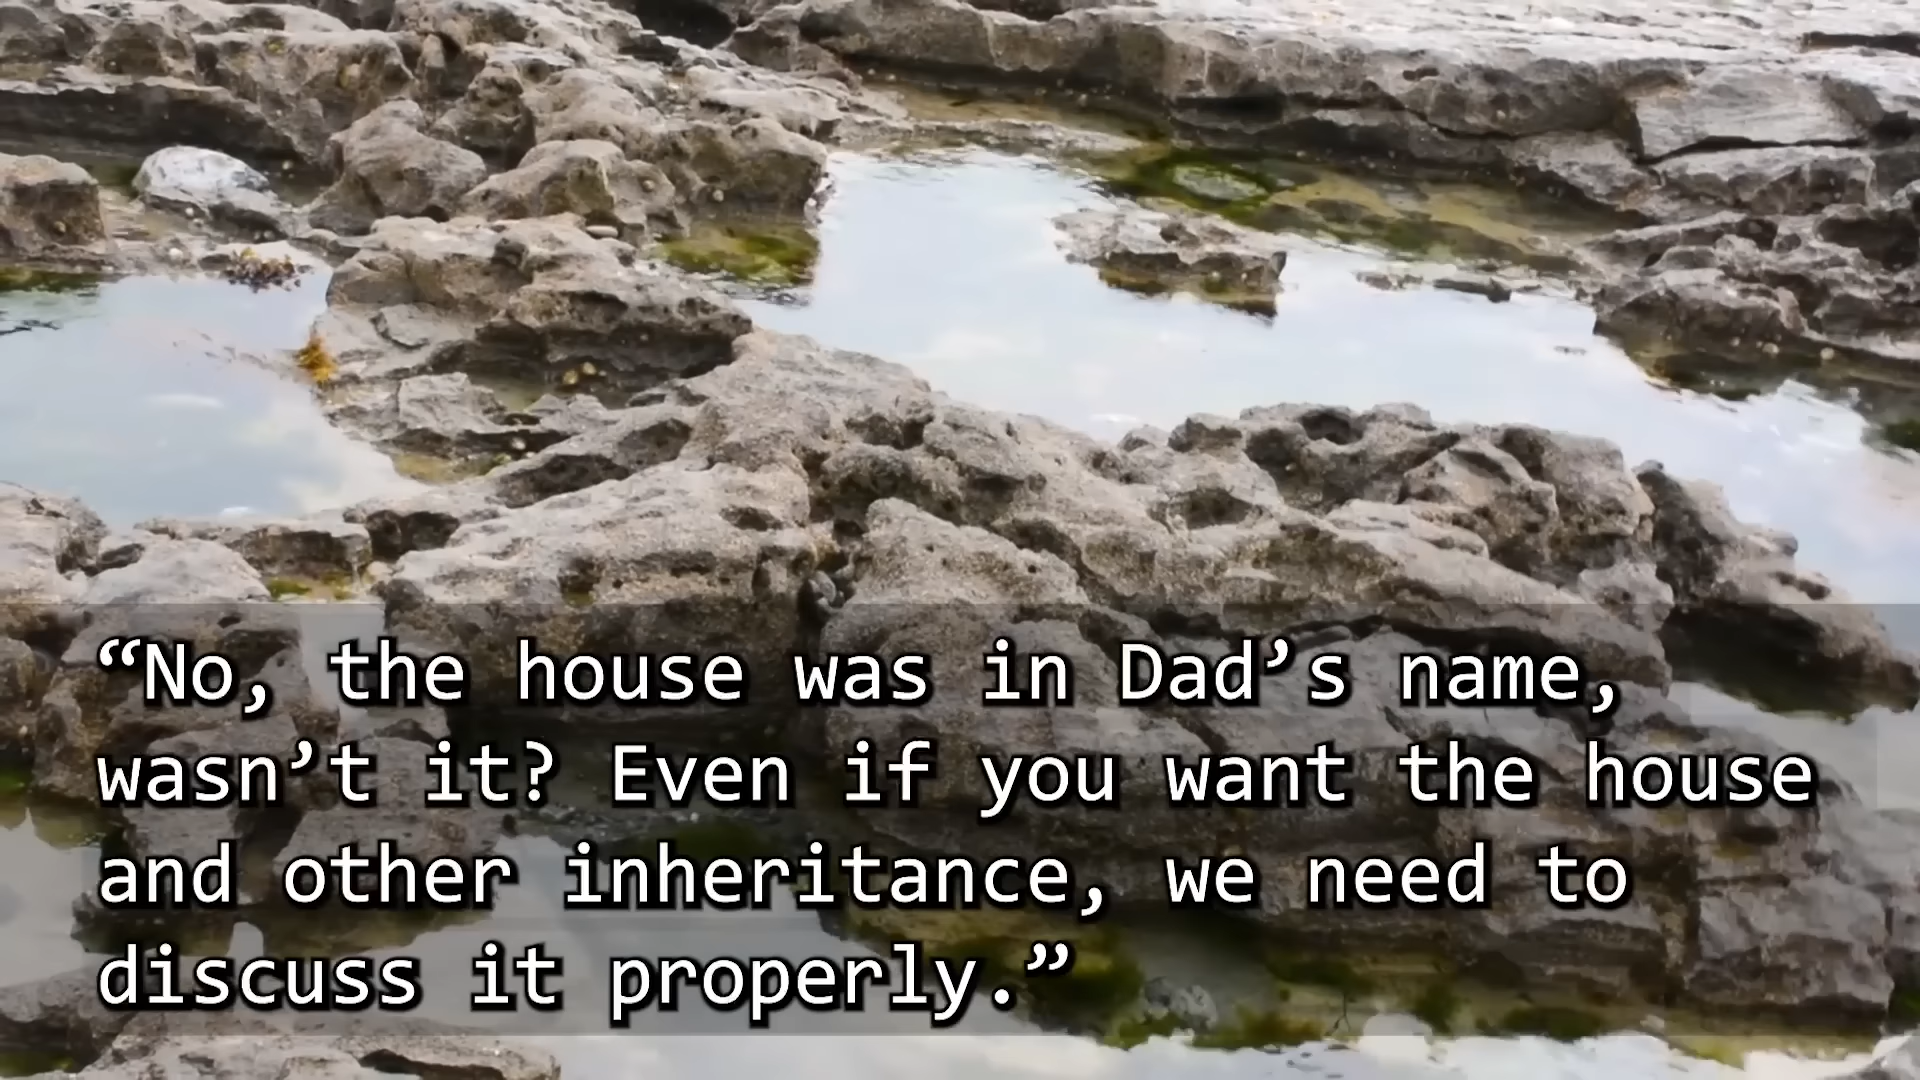 “No, the house was in Dad’s name,
wasn’t it? Even if you want the house
and other inheritance, we need to
discuss it properly.”